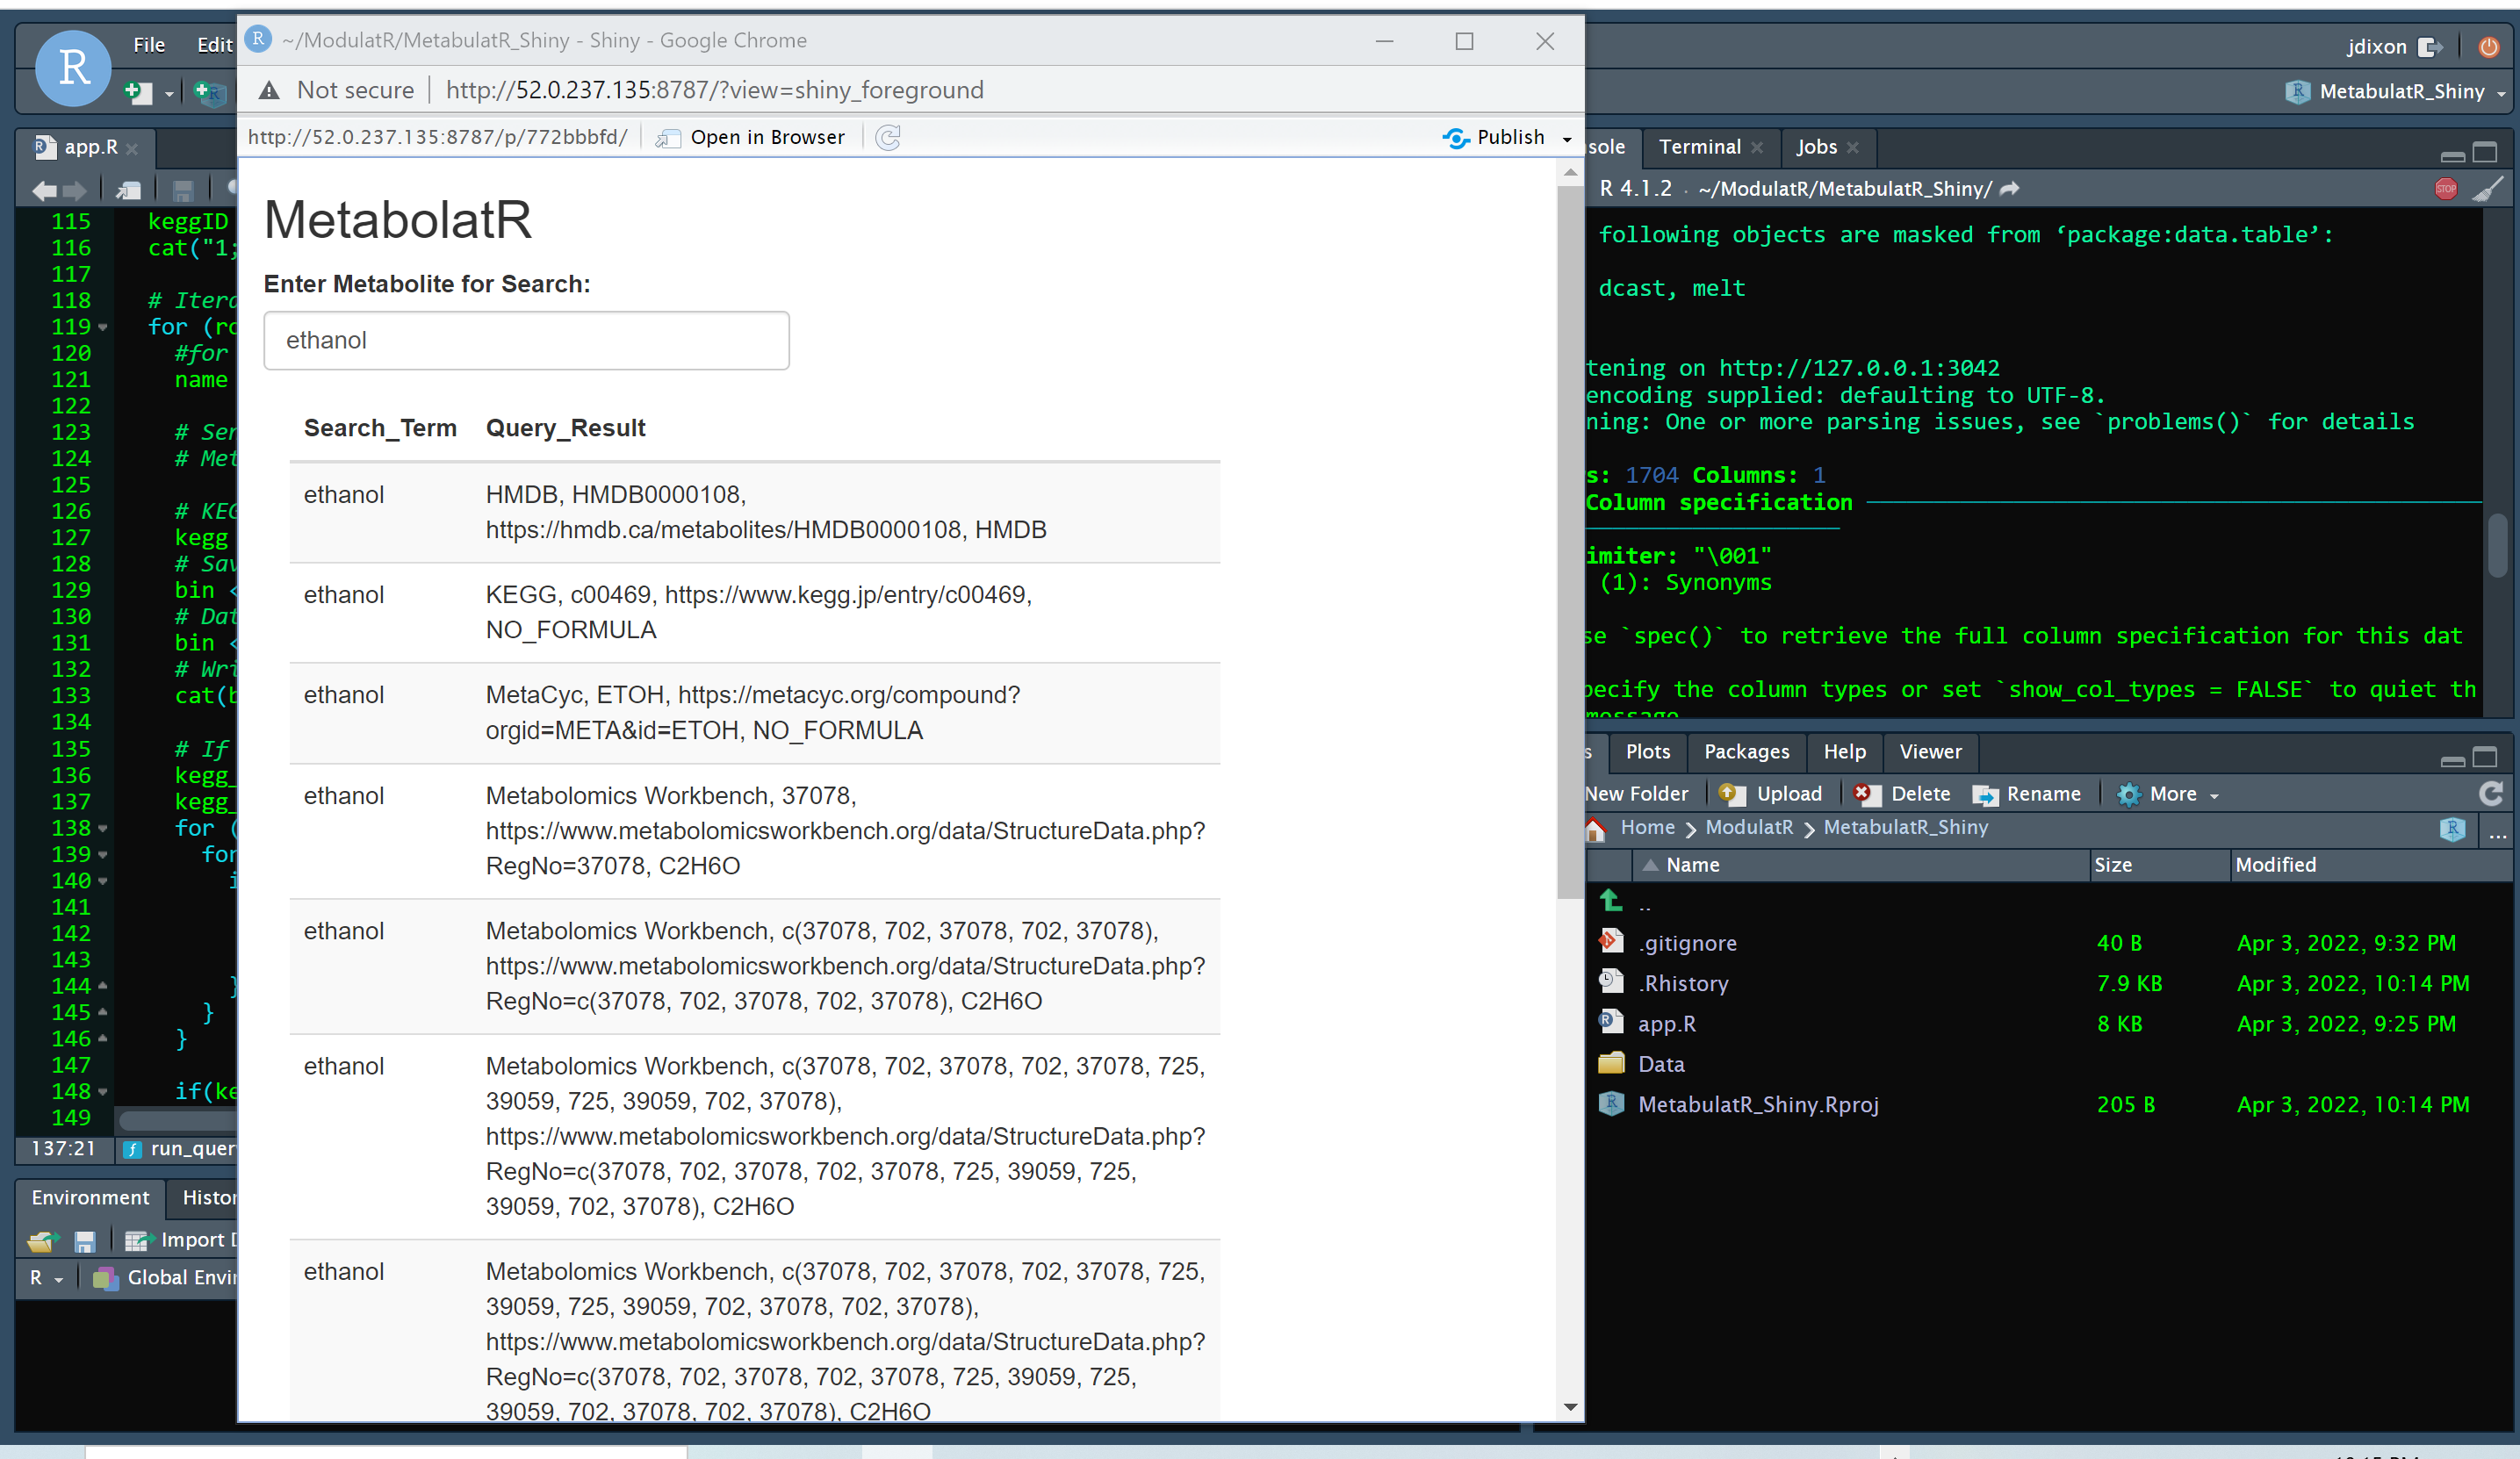 ~/ModulatR/MetabulatR_Shiny - Shiny - Google Chrome
Not secure http://52.0.237.135:8787/?view=shiny_foreground
http://52.0.237.135:8787/p/772bbbfd/ Open in Browser Publish
MetabolatR
Enter Metabolite for Search:
ethanol
Search_Term Query_Result
ethanol HMDB, HMDB0000108,
https://hmdb.ca/metabolites/HMDB0000108, HMDB
ethanol KEGG, c00469, https://www.kegg.jp/entry/c00469,
NO_FORMULA
ethanol MetaCyc, ETOH, https://metacyc.org/compound?
orgid=META&id=ETOH, NO_FORMULA
ethanol Metabolomics Workbench, 37078,
https://www.metabolomicsworkbench.org/data/StructureData.php?
RegNo=37078, C2H6O
ethanol Metabolomics Workbench, c(37078, 702, 37078, 702, 37078),
https://www.metabolomicsworkbench.org/data/StructureData.php?
RegNo=c(37078, 702, 37078, 702, 37078), C2H6O
ethanol Metabolomics Workbench, c(37078, 702, 37078, 702, 37078, 725,
39059, 725, 39059, 702, 37078),
https://www.metabolomicsworkbench.org/data/StructureData.php?
RegNo=c(37078, 702, 37078, 702, 37078, 725, 39059, 725,
39059, 702, 37078), C2H6O
ethanol Metabolomics Workbench, c(37078, 702, 37078, 702, 37078, 725,
39059, 725, 39059, 702, 37078, 702, 37078),
https://www.metabolomicsworkbench.org/data/StructureData.php?
RegNo=c(37078, 702, 37078, 702, 37078, 725, 39059, 725,
39059, 702, 37078, 702, 37078), C2H6O
R File Edit
app.R
115 keggID
116 cat("1;
117
118 # Itera
119 for (ro
120 #for
121 name
122
123 # Sen
124 # Met
125
126 # KEG
127 kegg
128 # Sav
129 bin <
130 # Dat
131 bin <
132 # Wri
133 cat(b
134
135 # If
136 kegg_
137 kegg_
138 for (
139 for
140 i
141
142
143
144 }
145 }
146 }
147
148 if(ke
149
137:21 run_quer
Environment Histor
Import D
R Global Envir
jdixon
MetabulatR_Shiny
sole Terminal Jobs
R 4.1.2 · ~/ModulatR/MetabulatR_Shiny/
STOP
following objects are masked from ‘package:data.table’:
dcast, melt
tening on http://127.0.0.1:3042
encoding supplied: defaulting to UTF-8.
ning: One or more parsing issues, see `problems()` for details
s: 1704 Columns: 1
Column specification
imiter: "\001"
(1): Synonyms
se `spec()` to retrieve the full column specification for this dat
pecify the column types or set `show_col_types = FALSE` to quiet th
message
s Plots Packages Help Viewer
New Folder Upload Delete Rename More
Home ModulatR MetabulatR_Shiny ...
Name Size Modified
..
.gitignore 40 B Apr 3, 2022, 9:32 PM
.Rhistory 7.9 KB Apr 3, 2022, 10:14 PM
app.R 8 KB Apr 3, 2022, 9:25 PM
Data
MetabulatR_Shiny.Rproj 205 B Apr 3, 2022, 10:14 PM